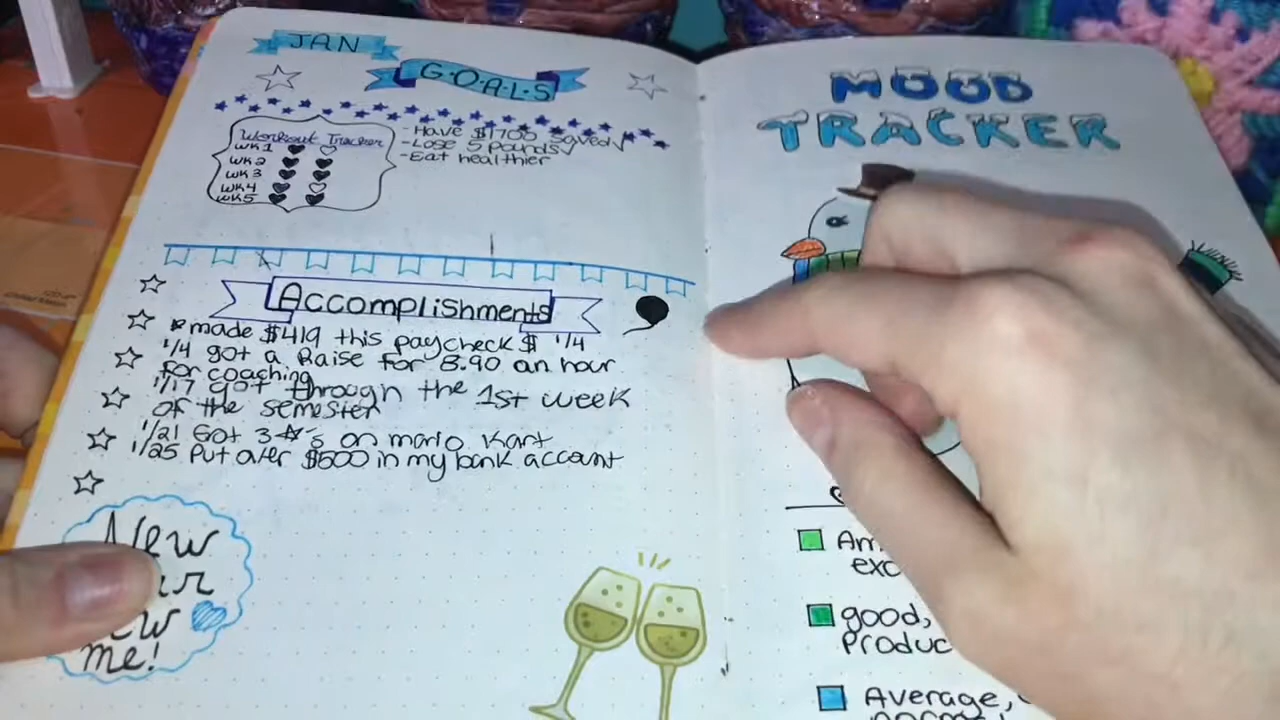 JAN
G·O·A·L·S
Workout Tracker
WK1
WK2
WK3
WK4
WK5
- Have $1700 saved✓
- Lose 5 pounds✓
- Eat healthier
Accomplishments
made $419 this paycheck $ 1/4
1/4 got a Raise for 8.90 an hour
for coaching
1/17 got through the 1st week
of the semester
1/21 Got 3 ☆'s on mario kart
1/25 Put over $500 in my bank account
New
me!
MOOD
TRACKER
good,
Average,